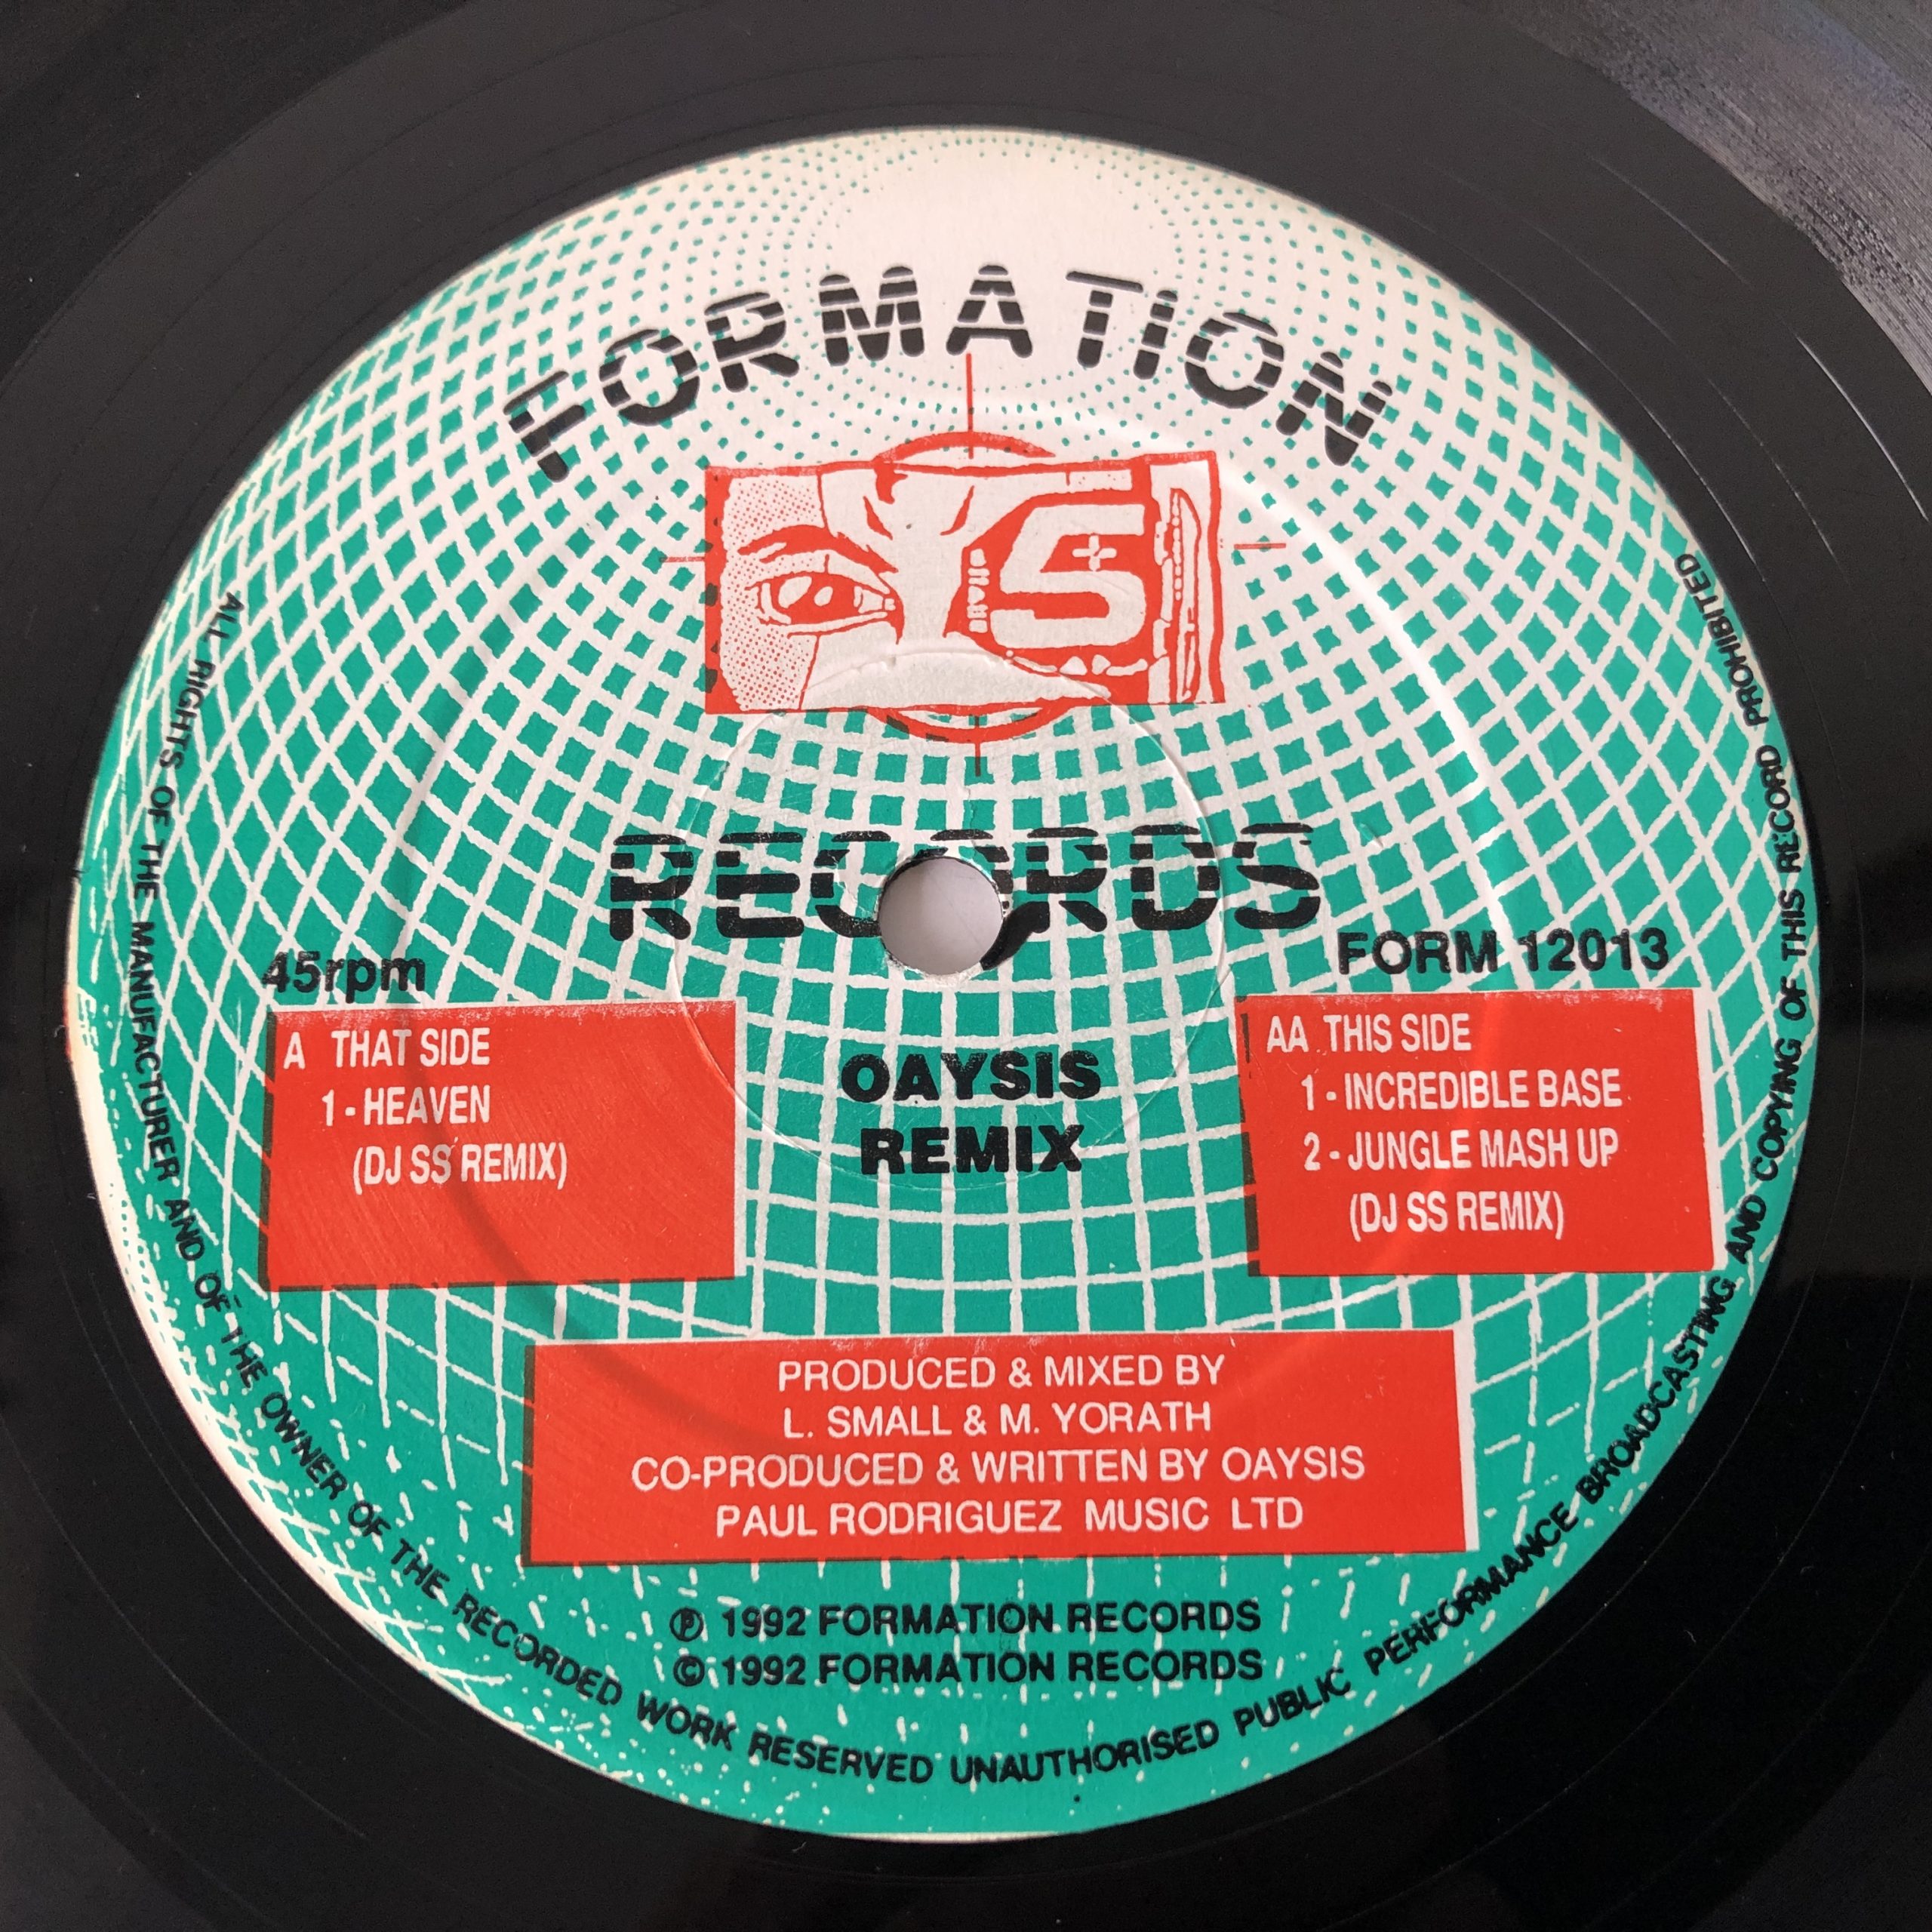 FORMATION
S
RECORDS
45rpm
FORM 12013
A THAT SIDE
1 - HEAVEN
(DJ SS REMIX)
OAYSIS
REMIX
AA THIS SIDE
1 - INCREDIBLE BASE
2 - JUNGLE MASH UP
(DJ SS REMIX)
PRODUCED & MIXED BY
L. SMALL & M. YORATH
CO-PRODUCED & WRITTEN BY OAYSIS
PAUL RODRIGUEZ MUSIC LTD
℗ 1992 FORMATION RECORDS
© 1992 FORMATION RECORDS
ALL RIGHTS OF THE MANUFACTURER AND OF THE OWNER OF THE RECORDED WORK RESERVED UNAUTHORISED PUBLIC PERFORMANCE BROADCASTING AND COPYING OF THIS RECORD PROHIBITED